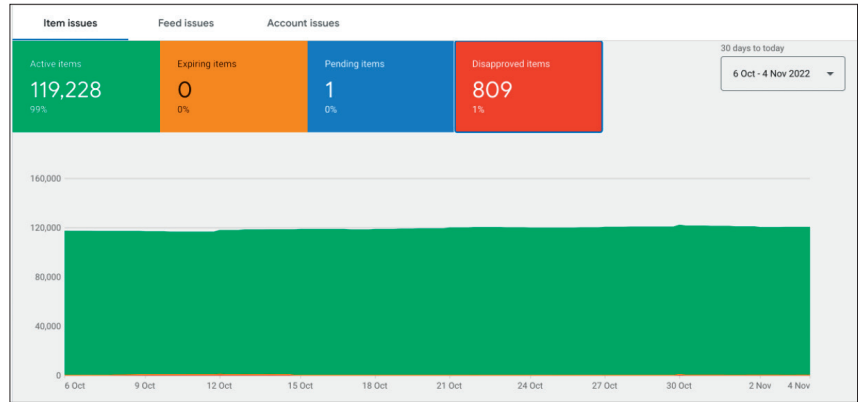 Item issues
Feed issues
Account issues
Active items
119,228
99%
Expiring items
0
0%
Pending items
1
0%
Disapproved items
809
1%
30 days to today
6 Oct - 4 Nov 2022
160,000
120,000
80,000
40,000
0
6 Oct 9 Oct 12 Oct 15 Oct 18 Oct 21 Oct 24 Oct 27 Oct 30 Oct 2 Nov 4 Nov